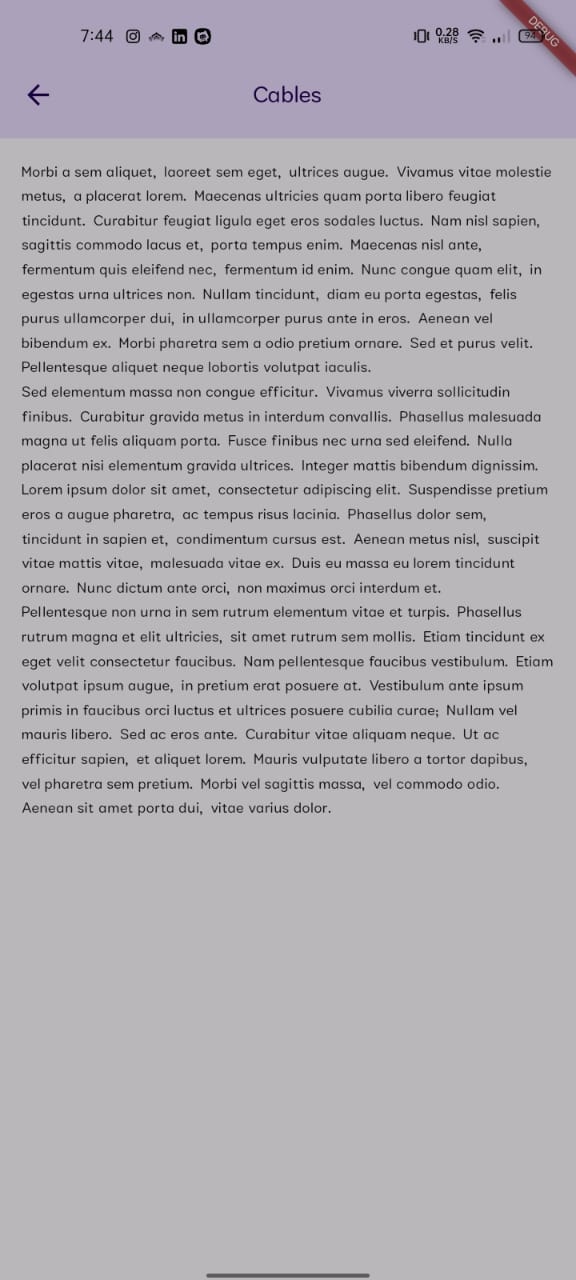 7:44
0.28
KB/S
94
DEBUG
Cables
Morbi a sem aliquet, laoreet sem eget, ultrices augue. Vivamus vitae molestie
metus, a placerat lorem. Maecenas ultricies quam porta libero feugiat
tincidunt. Curabitur feugiat ligula eget eros sodales luctus. Nam nisl sapien,
sagittis commodo lacus et, porta tempus enim. Maecenas nisl ante,
fermentum quis eleifend nec, fermentum id enim. Nunc congue quam elit, in
egestas urna ultrices non. Nullam tincidunt, diam eu porta egestas, felis
purus ullamcorper dui, in ullamcorper purus ante in eros. Aenean vel
bibendum ex. Morbi pharetra sem a odio pretium ornare. Sed et purus velit.
Pellentesque aliquet neque lobortis volutpat iaculis.
Sed elementum massa non congue efficitur. Vivamus viverra sollicitudin
finibus. Curabitur gravida metus in interdum convallis. Phasellus malesuada
magna ut felis aliquam porta. Fusce finibus nec urna sed eleifend. Nulla
placerat nisi elementum gravida ultrices. Integer mattis bibendum dignissim.
Lorem ipsum dolor sit amet, consectetur adipiscing elit. Suspendisse pretium
eros a augue pharetra, ac tempus risus lacinia. Phasellus dolor sem,
tincidunt in sapien et, condimentum cursus est. Aenean metus nisl, suscipit
vitae mattis vitae, malesuada vitae ex. Duis eu massa eu lorem tincidunt
ornare. Nunc dictum ante orci, non maximus orci interdum et.
Pellentesque non urna in sem rutrum elementum vitae et turpis. Phasellus
rutrum magna et elit ultricies, sit amet rutrum sem mollis. Etiam tincidunt ex
eget velit consectetur faucibus. Nam pellentesque faucibus vestibulum. Etiam
volutpat ipsum augue, in pretium erat posuere at. Vestibulum ante ipsum
primis in faucibus orci luctus et ultrices posuere cubilia curae; Nullam vel
mauris libero. Sed ac eros ante. Curabitur vitae aliquam neque. Ut ac
efficitur sapien, et aliquet lorem. Mauris vulputate libero a tortor dapibus,
vel pharetra sem pretium. Morbi vel sagittis massa, vel commodo odio.
Aenean sit amet porta dui, vitae varius dolor.